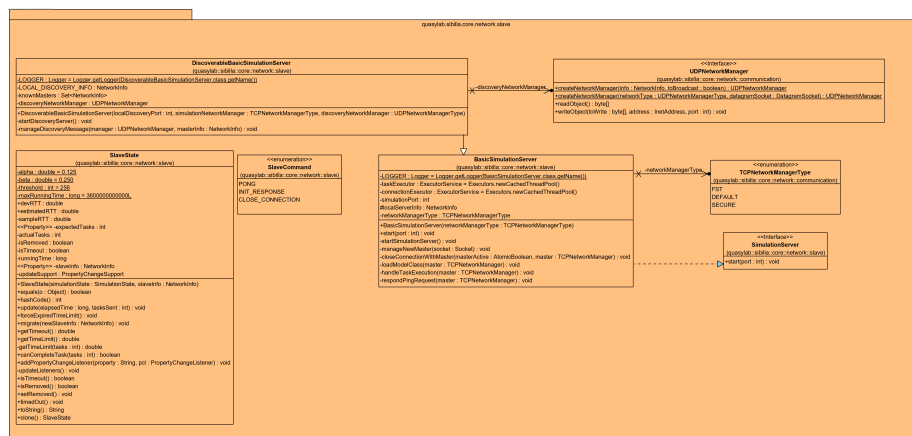 quasylab.sibilla.core.network.slave
DiscoverableBasicSimulationServer
(quasylab::sibilla::core::network::slave)
-LOGGER : Logger = Logger.getLogger(DiscoverableBasicSimulationServer.class.getName())
-LOCAL_DISCOVERY_INFO : NetworkInfo
-knownMasters : Set<NetworkInfo>
-discoveryNetworkManager : UDPNetworkManager
+DiscoverableBasicSimulationServer(localDiscoveryPort : int, simulationNetworkManager : TCPNetworkManagerType, discoveryNetworkManager : UDPNetworkManagerType)
-startDiscoveryServer() : void
-manageDiscoveryMessage(manager : UDPNetworkManager, masterInfo : NetworkInfo) : void
-discoveryNetworkManager
<<Interface>>
UDPNetworkManager
(quasylab::sibilla::core::network::communication)
+createNetworkManager(info : NetworkInfo, toBroadcast : boolean) : UDPNetworkManager
+createNetworkManager(networkType : UDPNetworkManagerType, datagramSocket : DatagramSocket) : UDPNetworkManager
+readObject() : byte[]
+writeObject(toWrite : byte[], address : InetAddress, port : int) : void
SlaveState
(quasylab::sibilla::core::network::slave)
-alpha : double = 0.125
-beta : double = 0.250
-threshold : int = 256
-maxRunningTime : long = 3600000000000L
+devRTT : double
+estimatedRTT : double
-sampleRTT : double
<<Property>> -expectedTasks : int
-actualTasks : int
-isRemoved : boolean
-isTimeout : boolean
-runningTime : long
<<Property>> -slaveInfo : NetworkInfo
-updateSupport : PropertyChangeSupport
+SlaveState(simulationState : SimulationState, slaveInfo : NetworkInfo)
+equals(o : Object) : boolean
+hashCode() : int
+update(elapsedTime : long, tasksSent : int) : void
+forceExpiredTimeLimit() : void
+migrate(newSlaveInfo : NetworkInfo) : void
+getTimeout() : double
+getTimeLimit() : double
-getTimeLimit(tasks : int) : double
+canCompleteTask(tasks : int) : boolean
+addPropertyChangeListener(property : String, pcl : PropertyChangeListener) : void
-updateListeners() : void
+isTimeout() : boolean
+isRemoved() : boolean
+setRemoved() : void
+timedOut() : void
+toString() : String
+clone() : SlaveState
<<enumeration>>
SlaveCommand
(quasylab::sibilla::core::network::slave)
PONG
INIT_RESPONSE
CLOSE_CONNECTION
BasicSimulationServer
(quasylab::sibilla::core::network::slave)
-LOGGER : Logger = Logger.getLogger(BasicSimulationServer.class.getName())
-taskExecutor : ExecutorService = Executors.newCachedThreadPool()
-connectionExecutor : ExecutorService = Executors.newCachedThreadPool()
-simulationPort : int
#localServerInfo : NetworkInfo
-networkManagerType : TCPNetworkManagerType
+BasicSimulationServer(networkManagerType : TCPNetworkManagerType)
+start(port : int) : void
-startSimulationServer() : void
-manageNewMaster(socket : Socket) : void
-closeConnectionWithMaster(masterActive : AtomicBoolean, master : TCPNetworkManager) : void
-loadModelClass(master : TCPNetworkManager) : void
-handleTaskExecution(master : TCPNetworkManager) : void
-respondPingRequest(master : TCPNetworkManager) : void
-networkManagerType
<<enumeration>>
TCPNetworkManagerType
(quasylab::sibilla::core::network::communication)
FST
DEFAULT
SECURE
<<Interface>>
SimulationServer
(quasylab::sibilla::core::network::slave)
+start(port : int) : void